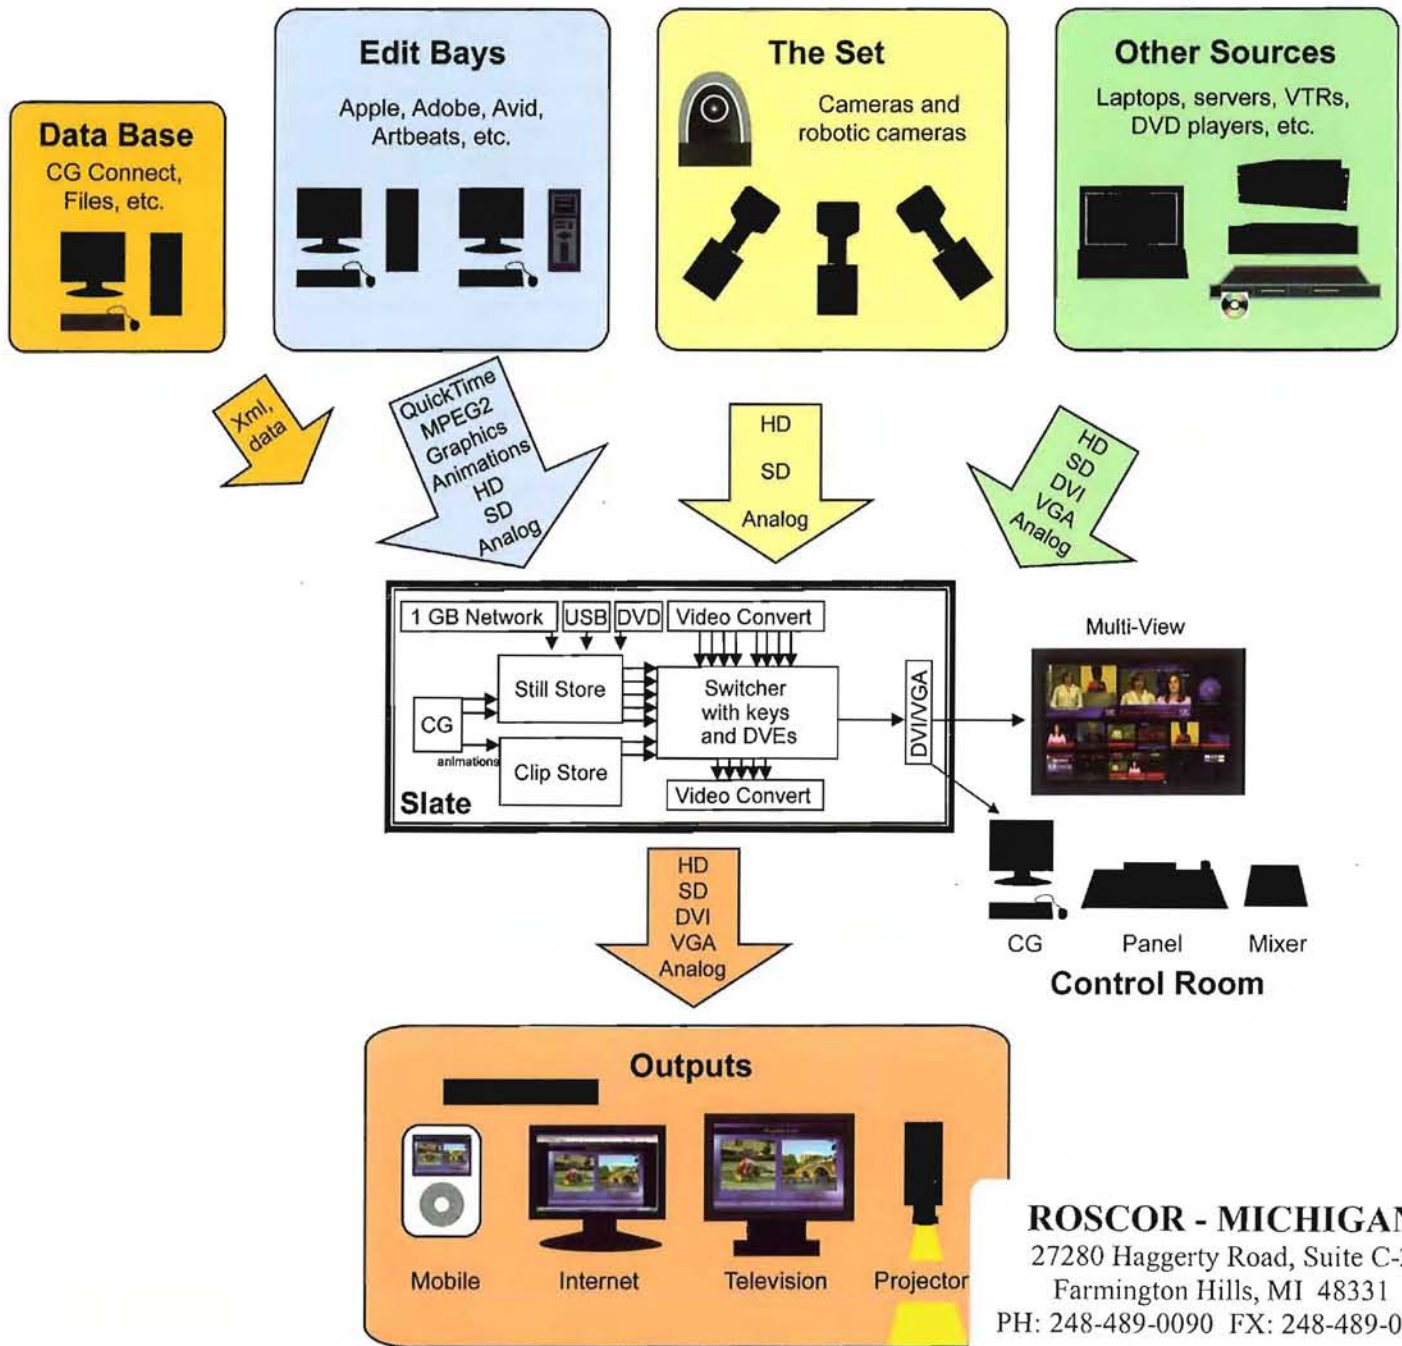 Data Base
CG Connect,
Files, etc.
Edit Bays
Apple, Adobe, Avid,
Artbeats, etc.
The Set
Cameras and
robotic cameras
Other Sources
Laptops, servers, VTRs,
DVD players, etc.
Xml,
data
QuickTime
MPEG2
Graphics
Animations
HD
SD
Analog
HD
SD
Analog
HD
SD
DVI
VGA
Analog
1 GB Network
USB
DVD
Video Convert
Still Store
CG
animations
Clip Store
Switcher
with keys
and DVEs
Video Convert
DVI/VGA
Slate
Multi-View
CG
Panel
Mixer
Control Room
HD
SD
DVI
VGA
Analog
Outputs
Mobile
Internet
Television
Projector
ROSCOR - MICHIGAN
27280 Haggerty Road, Suite C-
Farmington Hills, MI 48331
PH: 248-489-0090 FX: 248-489-0